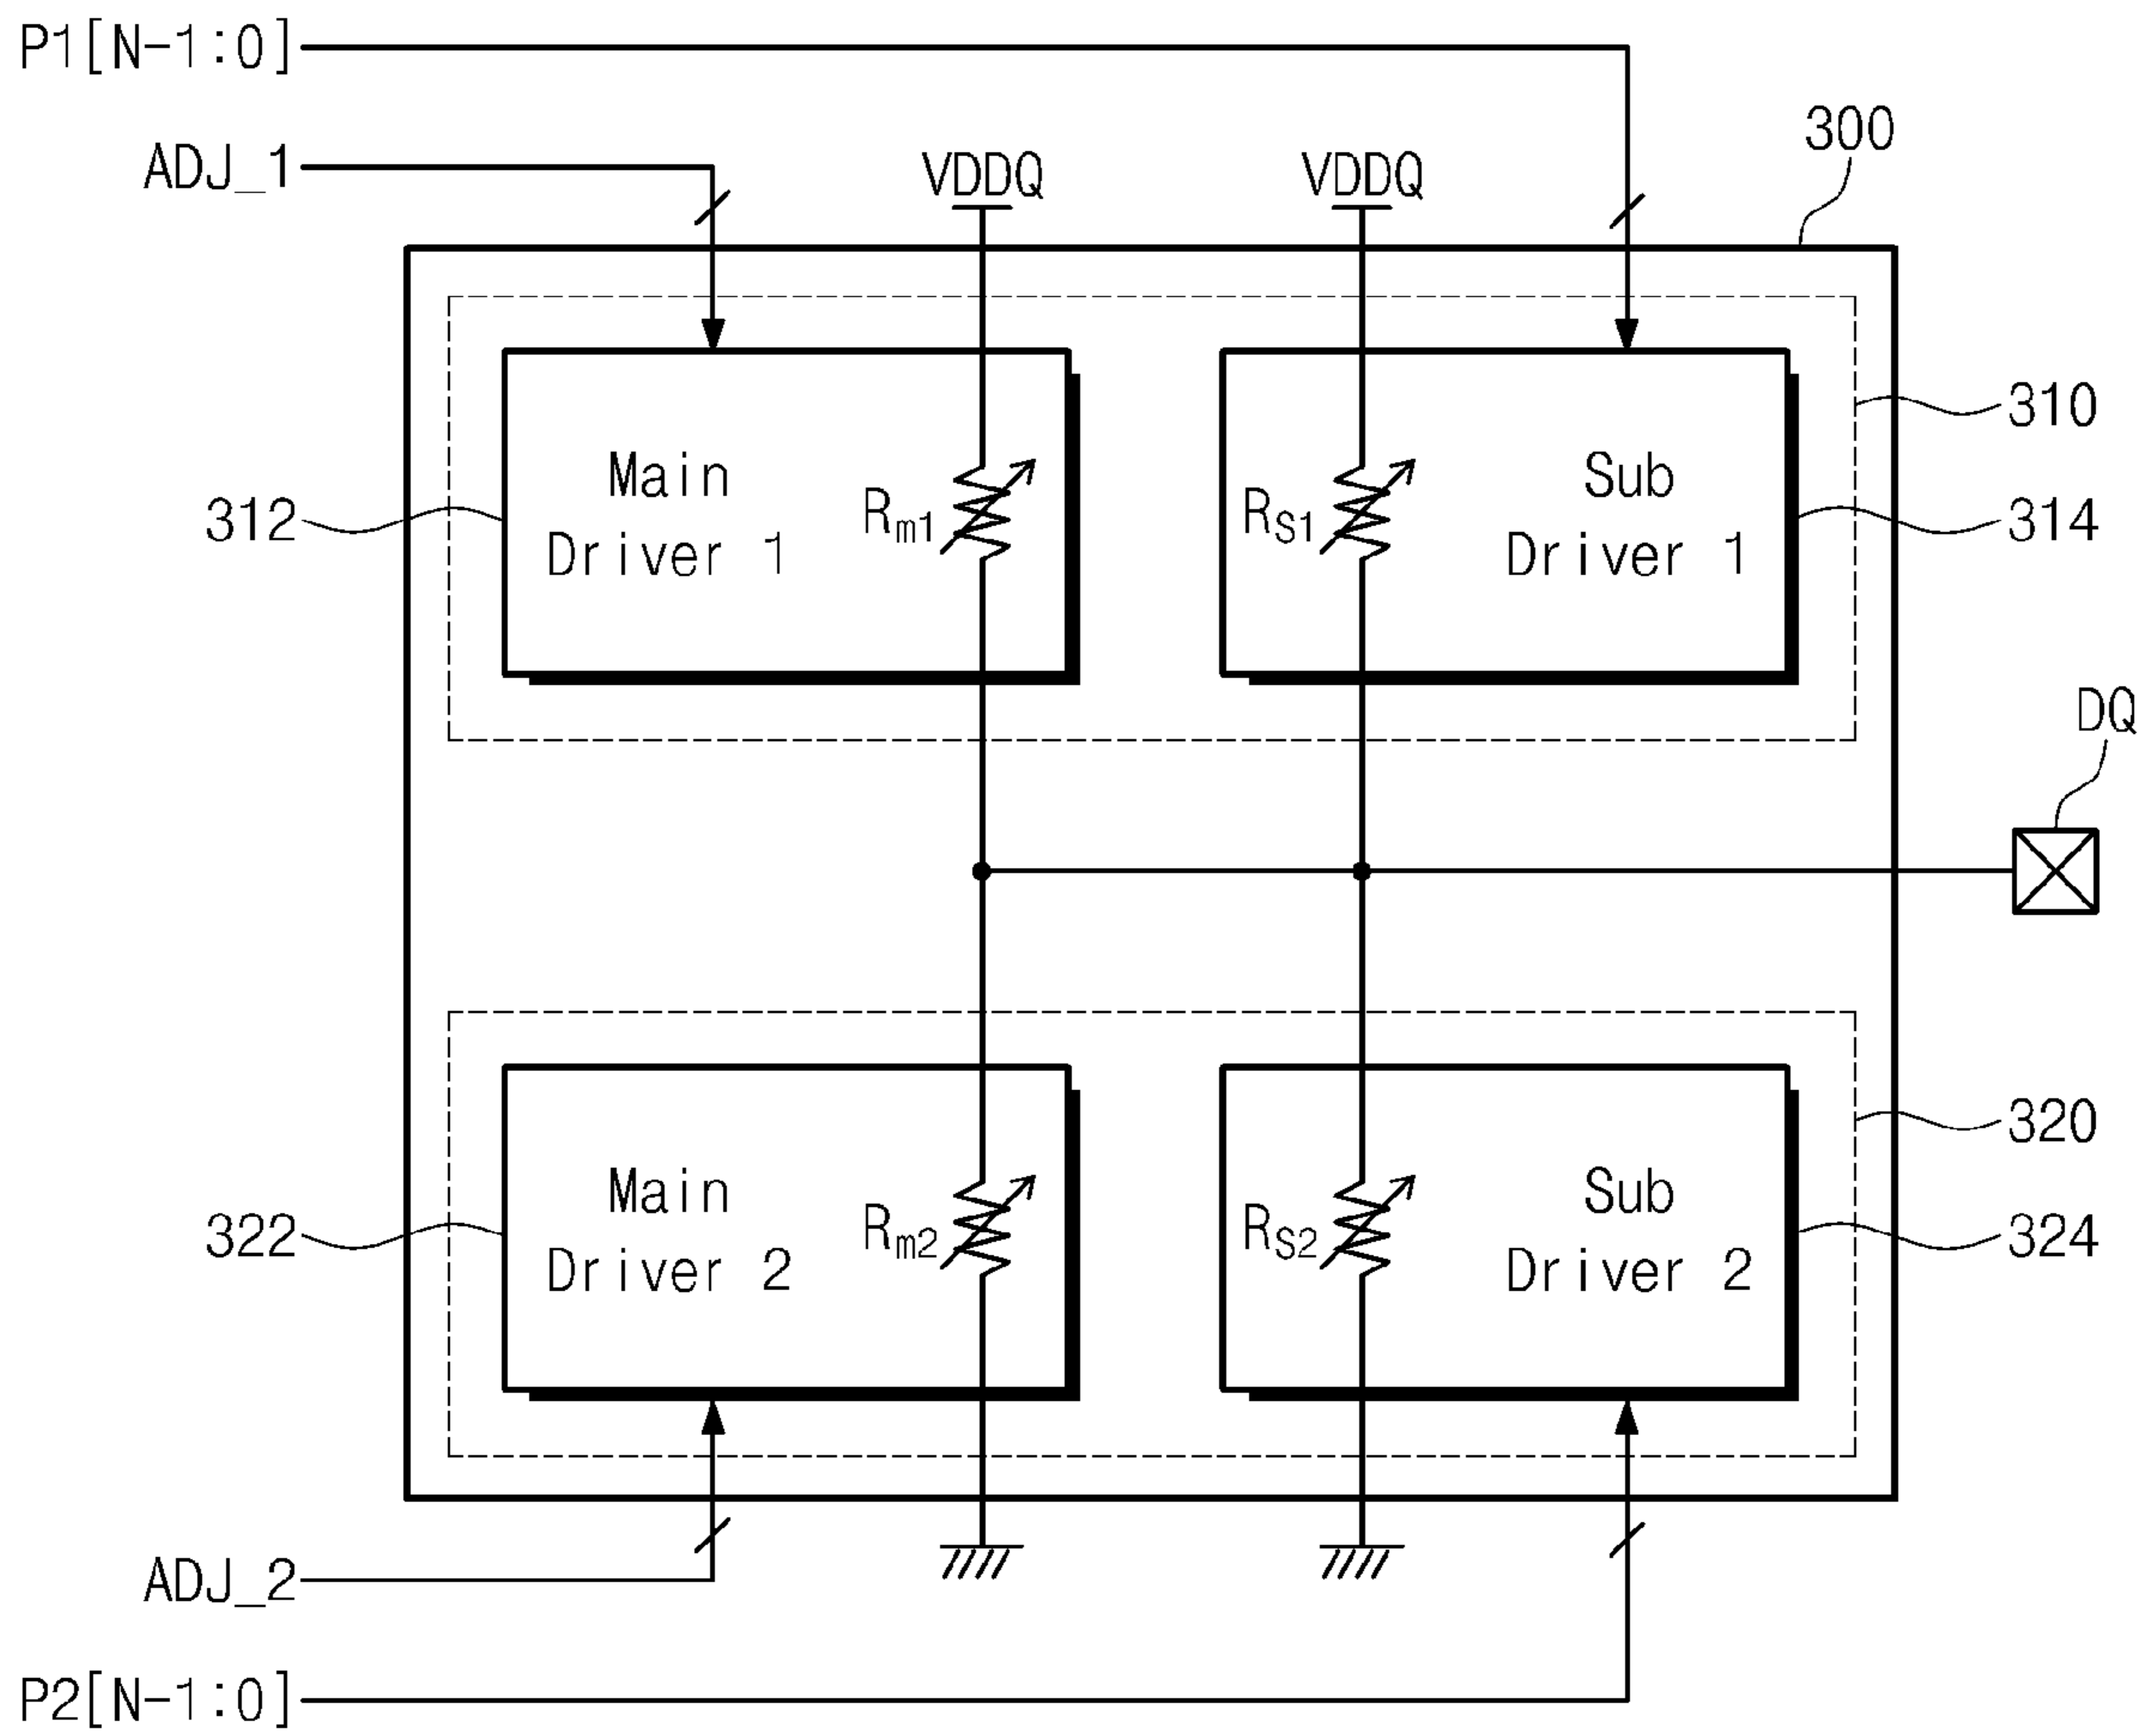 P1[N-1:0]
ADJ_1
VDDQ
VDDQ
300
310
Main
Driver 1
Rm1
RS1
Sub
Driver 1
312
314
DQ
320
Main
Driver 2
Rm2
RS2
Sub
Driver 2
322
324
ADJ_2
P2[N-1:0]